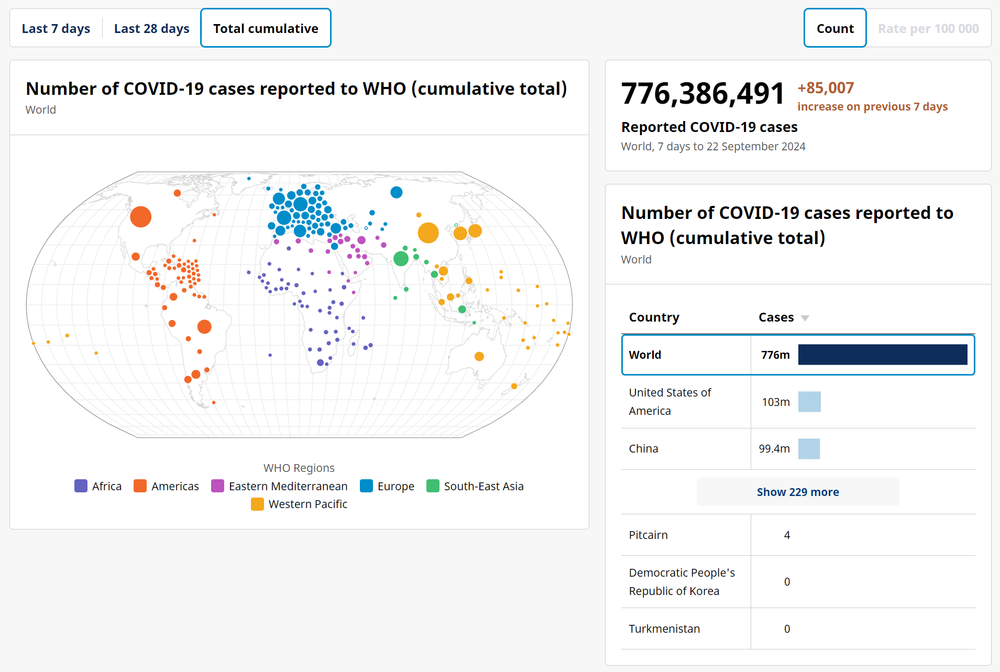 Last 7 days
Last 28 days
Total cumulative
Count
Rate per 100 000
Number of COVID-19 cases reported to WHO (cumulative total)
World
WHO Regions
Africa
Americas
Eastern Mediterranean
Europe
South-East Asia
Western Pacific
776,386,491
+85,007
increase on previous 7 days
Reported COVID-19 cases
World, 7 days to 22 September 2024
Number of COVID-19 cases reported to
WHO (cumulative total)
World
Country Cases
World 776m
United States of
America
103m
China 99.4m
Show 229 more
Pitcairn 4
Democratic People's
Republic of Korea
0
Turkmenistan 0